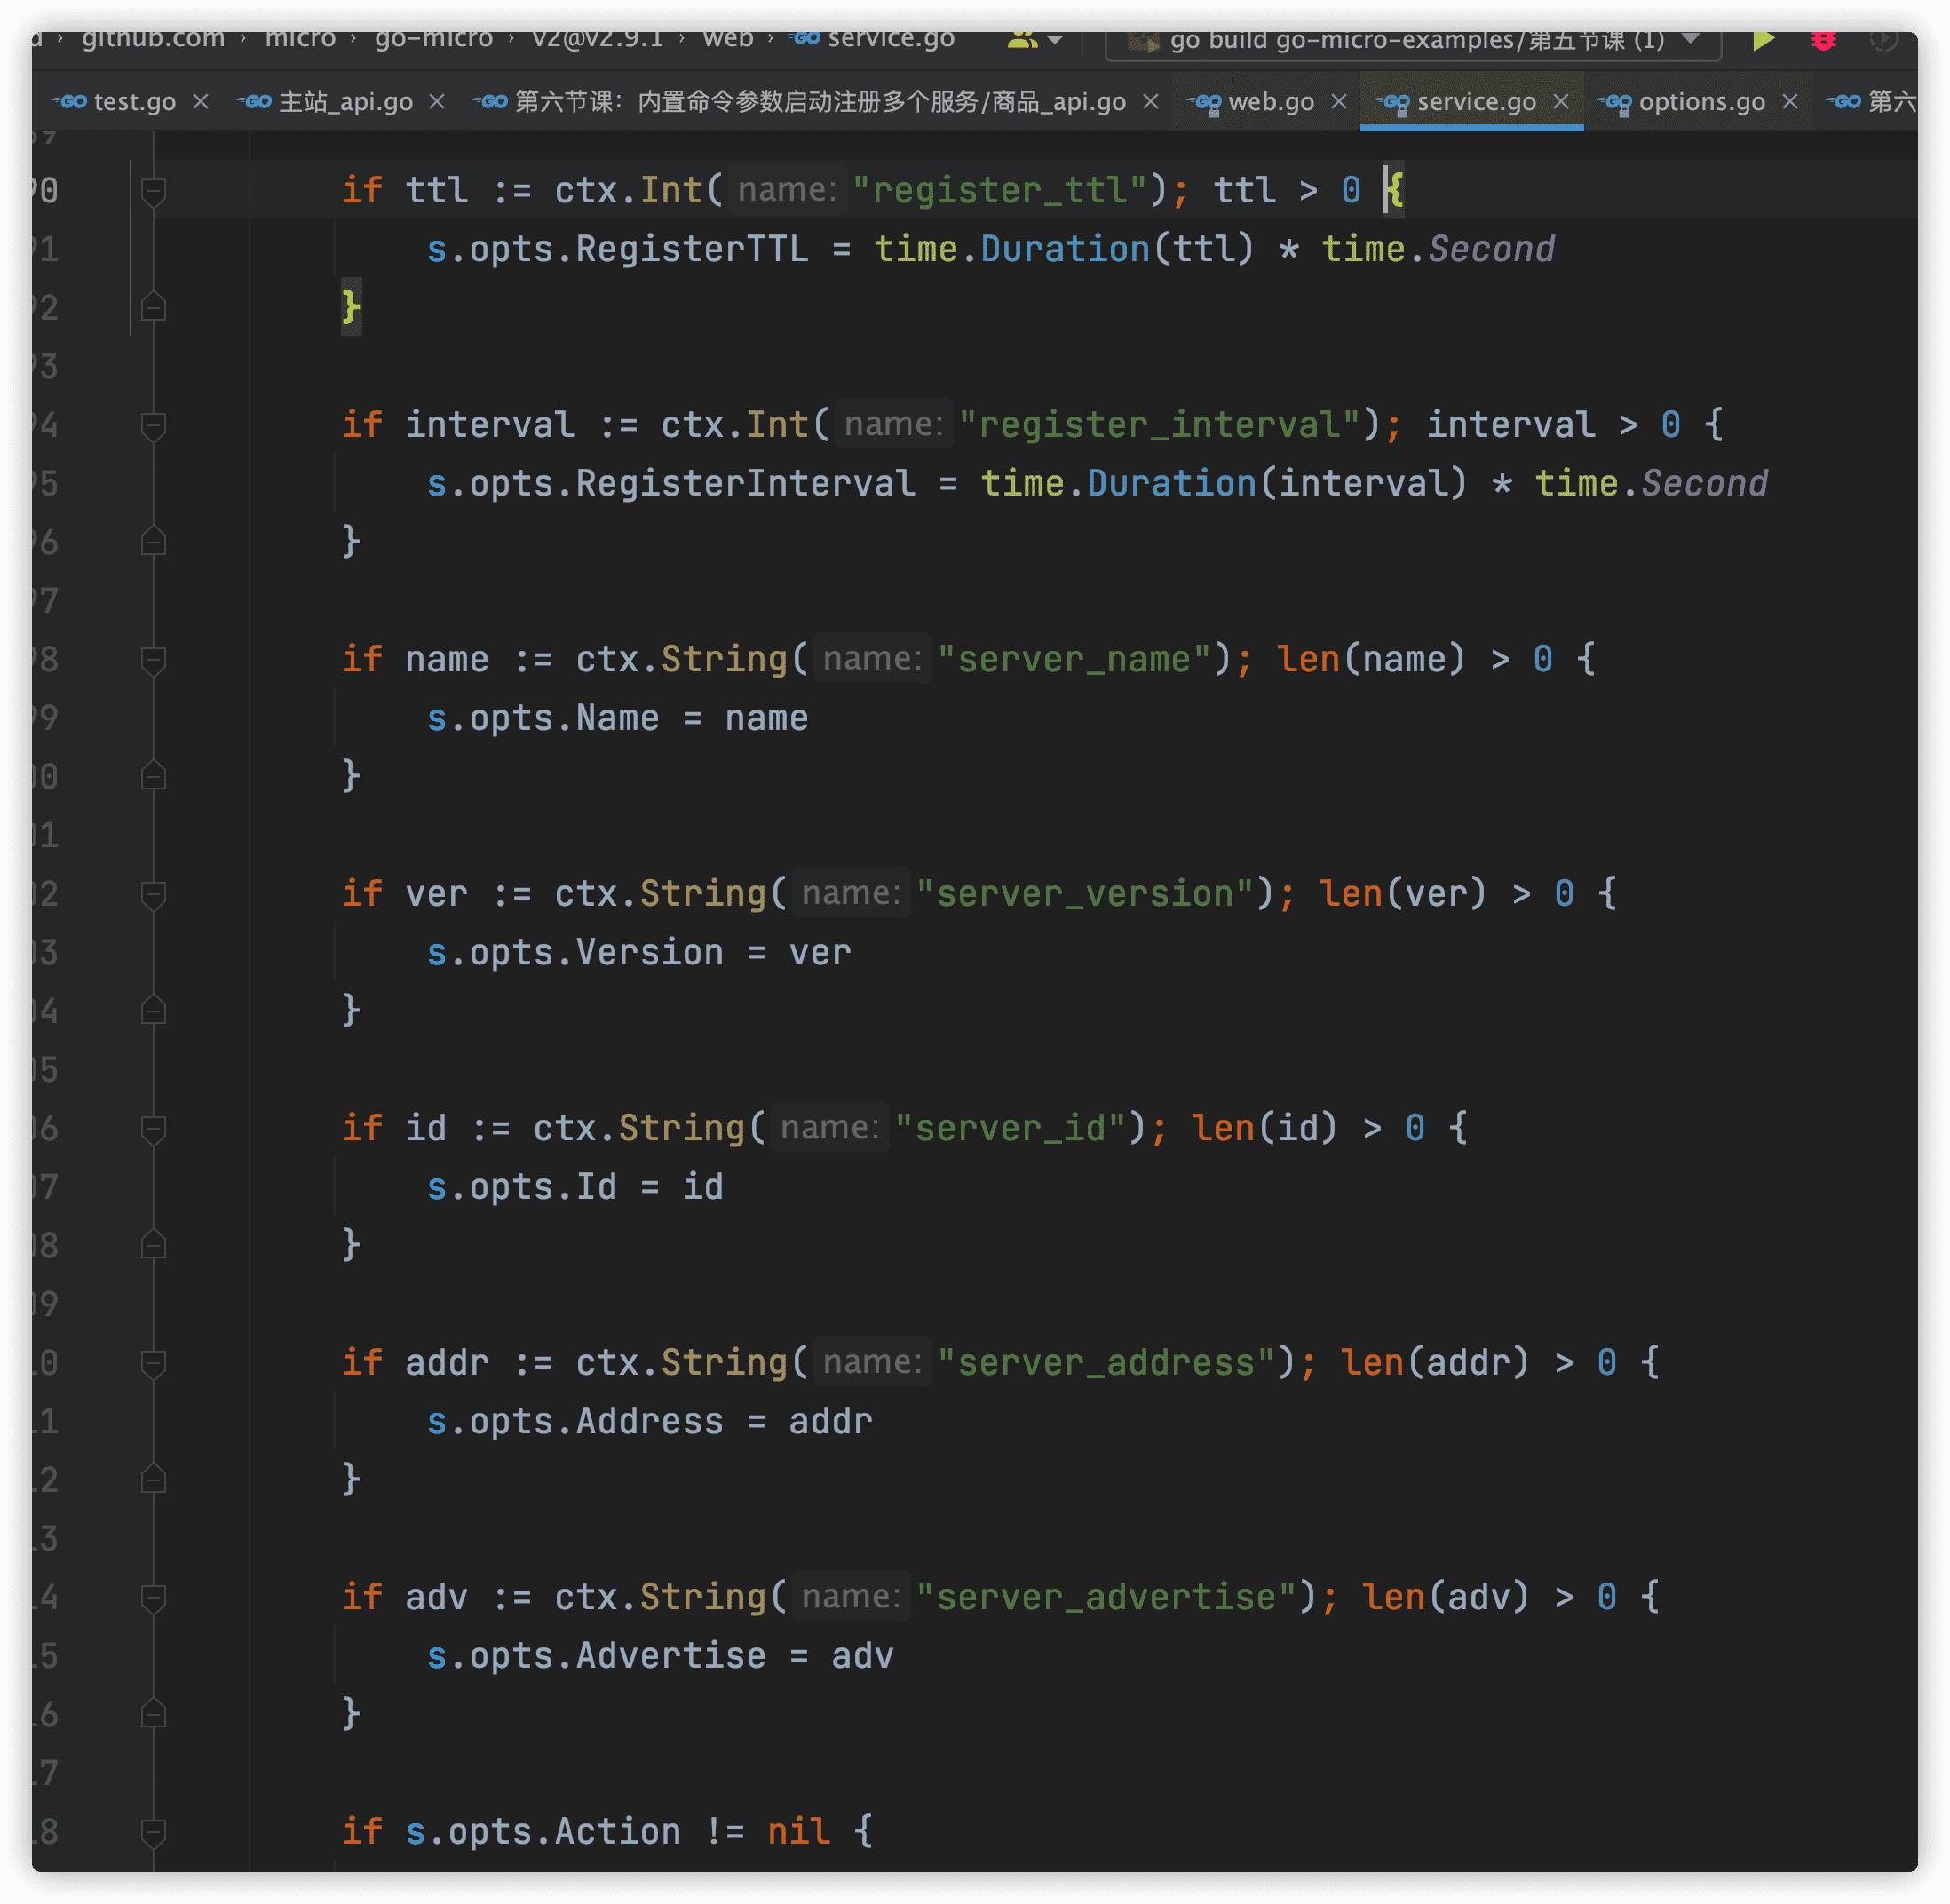 github.com › micro › go-micro › v2@v2.9.1 › web › service.go go build go-micro-examples/第五节课 (1)
test.go × 主站_api.go × 第六节课：内置命令参数启动注册多个服务/商品_api.go × web.go × service.go × options.go × 第六
90 if ttl := ctx.Int( name: "register_ttl"); ttl > 0 {
91 s.opts.RegisterTTL = time.Duration(ttl) * time.Second
92 }
93
94 if interval := ctx.Int( name: "register_interval"); interval > 0 {
95 s.opts.RegisterInterval = time.Duration(interval) * time.Second
96 }
97
98 if name := ctx.String( name: "server_name"); len(name) > 0 {
99 s.opts.Name = name
00 }
01
02 if ver := ctx.String( name: "server_version"); len(ver) > 0 {
03 s.opts.Version = ver
04 }
05
06 if id := ctx.String( name: "server_id"); len(id) > 0 {
07 s.opts.Id = id
08 }
09
10 if addr := ctx.String( name: "server_address"); len(addr) > 0 {
11 s.opts.Address = addr
12 }
13
14 if adv := ctx.String( name: "server_advertise"); len(adv) > 0 {
15 s.opts.Advertise = adv
16 }
17
18 if s.opts.Action != nil {